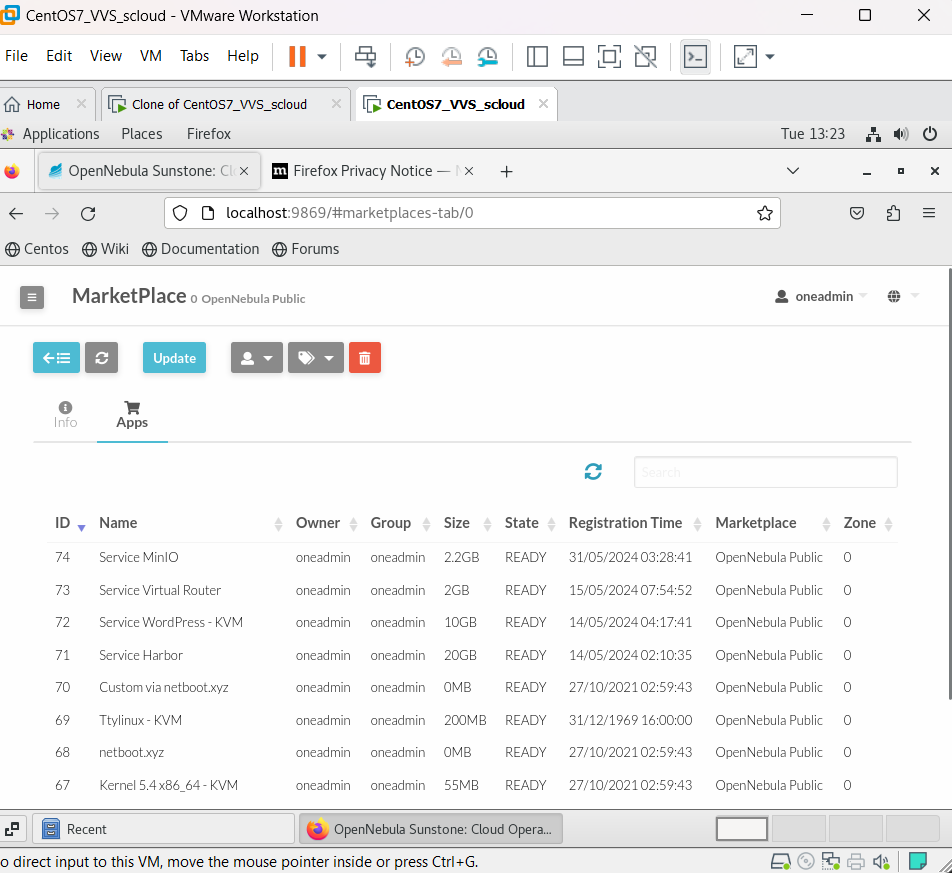 CentOS7_VVS_scloud - VMware Workstation
File Edit View VM Tabs Help
Home Clone of CentOS7_VVS_scloud CentOS7_VVS_scloud
Applications Places Firefox Tue 13:23
OpenNebula Sunstone: Cl Firefox Privacy Notice —
localhost:9869/#marketplaces-tab/0
Centos Wiki Documentation Forums
MarketPlace 0 OpenNebula Public oneadmin
Update
Info Apps
Search
ID Name Owner Group Size State Registration Time Marketplace Zone
74 Service MinIO oneadmin oneadmin 2.2GB READY 31/05/2024 03:28:41 OpenNebula Public 0
73 Service Virtual Router oneadmin oneadmin 2GB READY 15/05/2024 07:54:52 OpenNebula Public 0
72 Service WordPress - KVM oneadmin oneadmin 10GB READY 14/05/2024 04:17:41 OpenNebula Public 0
71 Service Harbor oneadmin oneadmin 20GB READY 14/05/2024 02:10:35 OpenNebula Public 0
70 Custom via netboot.xyz oneadmin oneadmin 0MB READY 27/10/2021 02:59:43 OpenNebula Public 0
69 Ttylinux - KVM oneadmin oneadmin 200MB READY 31/12/1969 16:00:00 OpenNebula Public 0
68 netboot.xyz oneadmin oneadmin 0MB READY 27/10/2021 02:59:43 OpenNebula Public 0
67 Kernel 5.4 x86_64 - KVM oneadmin oneadmin 55MB READY 27/10/2021 02:59:43 OpenNebula Public 0
Recent OpenNebula Sunstone: Cloud Opera...
o direct input to this VM, move the mouse pointer inside or press Ctrl+G.